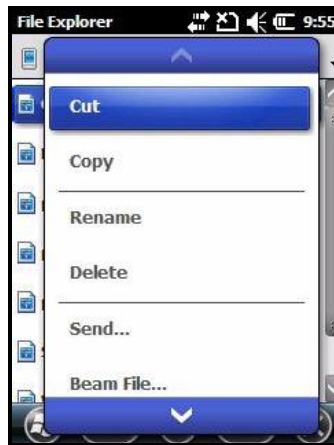 File Explorer 9:55
Cut
Copy
Rename
Delete
Send...
Beam File...